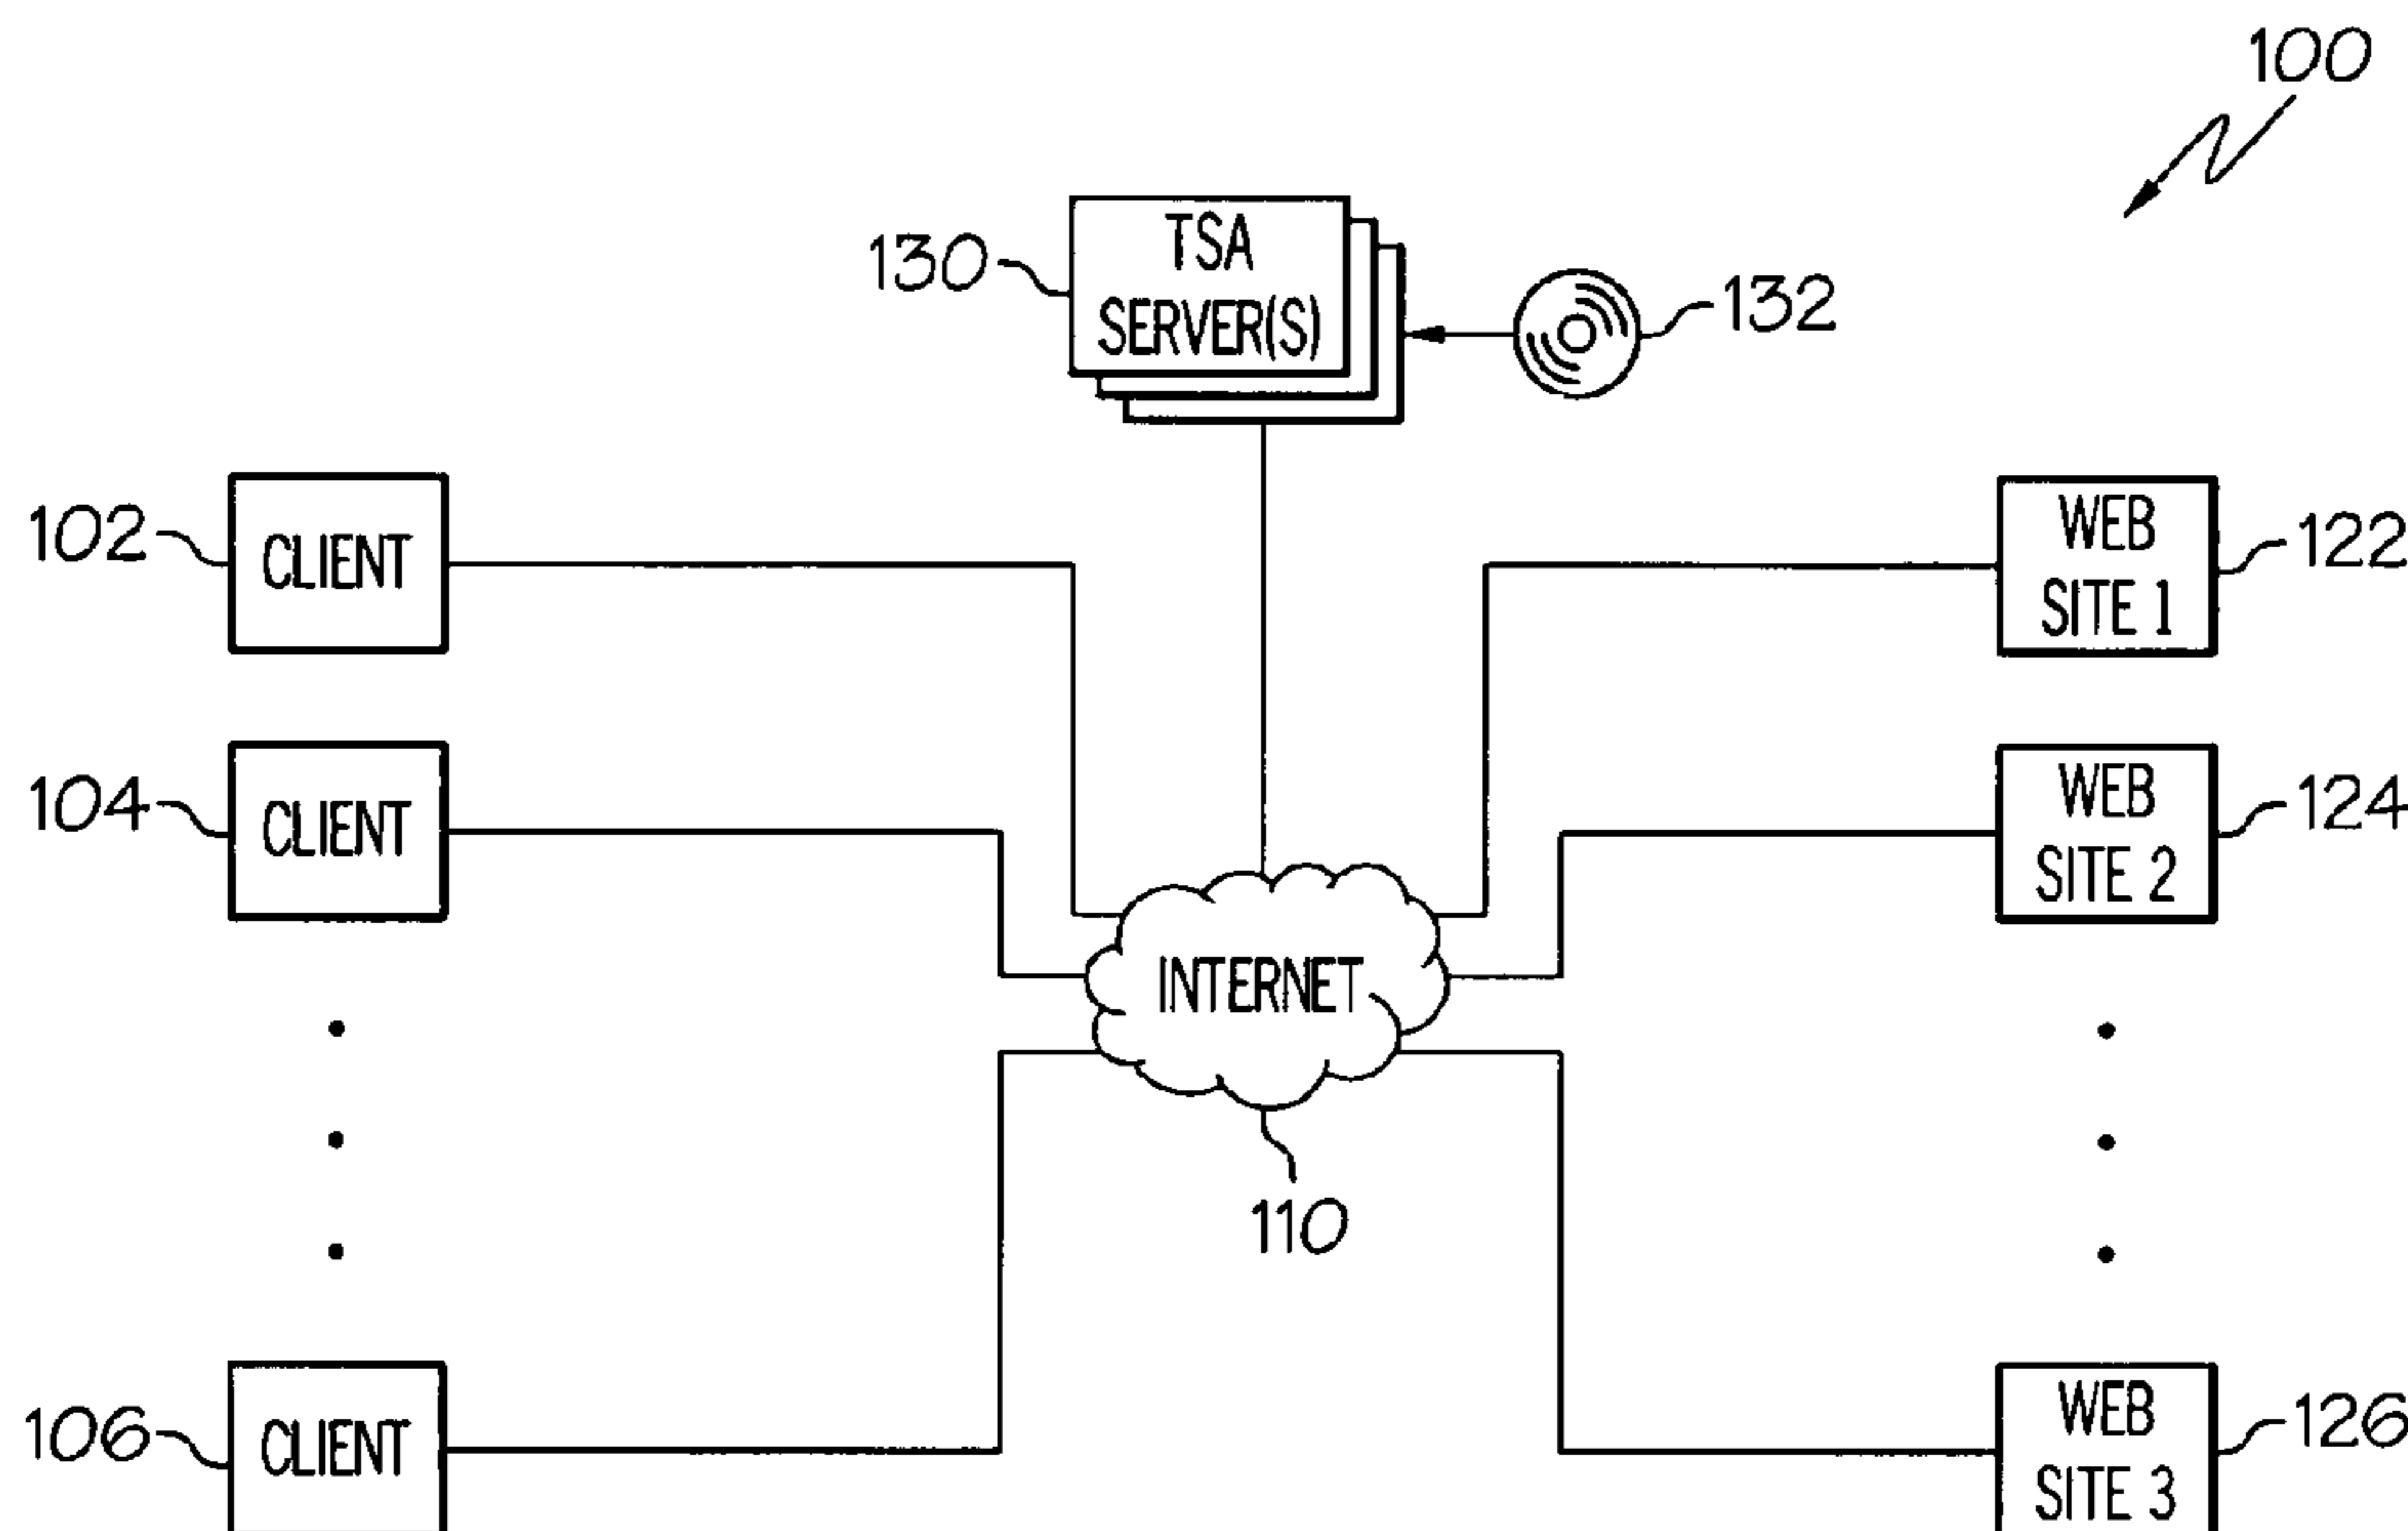 100
TSA
SERVER(S)
130
132
102
CLIENT
WEB
SITE 1
122
104
CLIENT
WEB
SITE 2
124
INTERNET
110
106
CLIENT
WEB
SITE 3
126